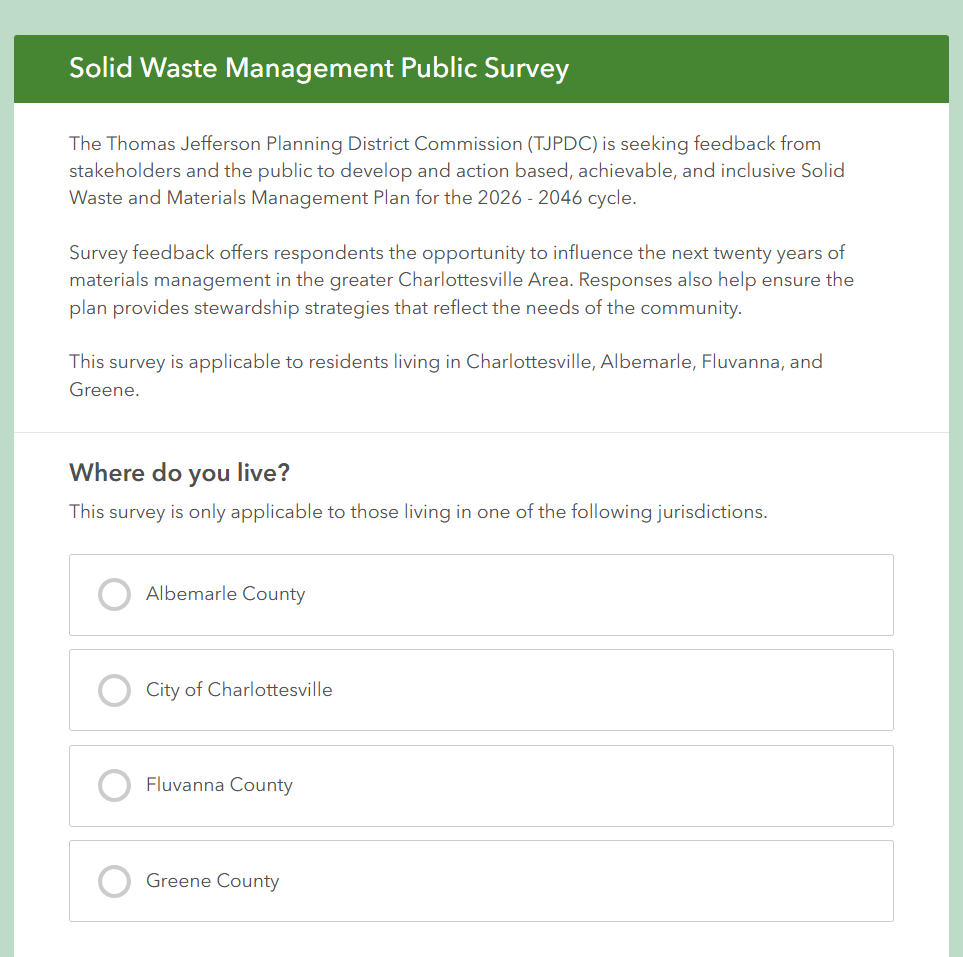 Solid Waste Management Public Survey
The Thomas Jefferson Planning District Commission (TJPDC) is seeking feedback from
stakeholders and the public to develop and action based, achievable, and inclusive Solid
Waste and Materials Management Plan for the 2026 - 2046 cycle.
Survey feedback offers respondents the opportunity to influence the next twenty years of
materials management in the greater Charlottesville Area. Responses also help ensure the
plan provides stewardship strategies that reflect the needs of the community.
This survey is applicable to residents living in Charlottesville, Albemarle, Fluvanna, and
Greene.
Where do you live?
This survey is only applicable to those living in one of the following jurisdictions.
Albemarle County
City of Charlottesville
Fluvanna County
Greene County